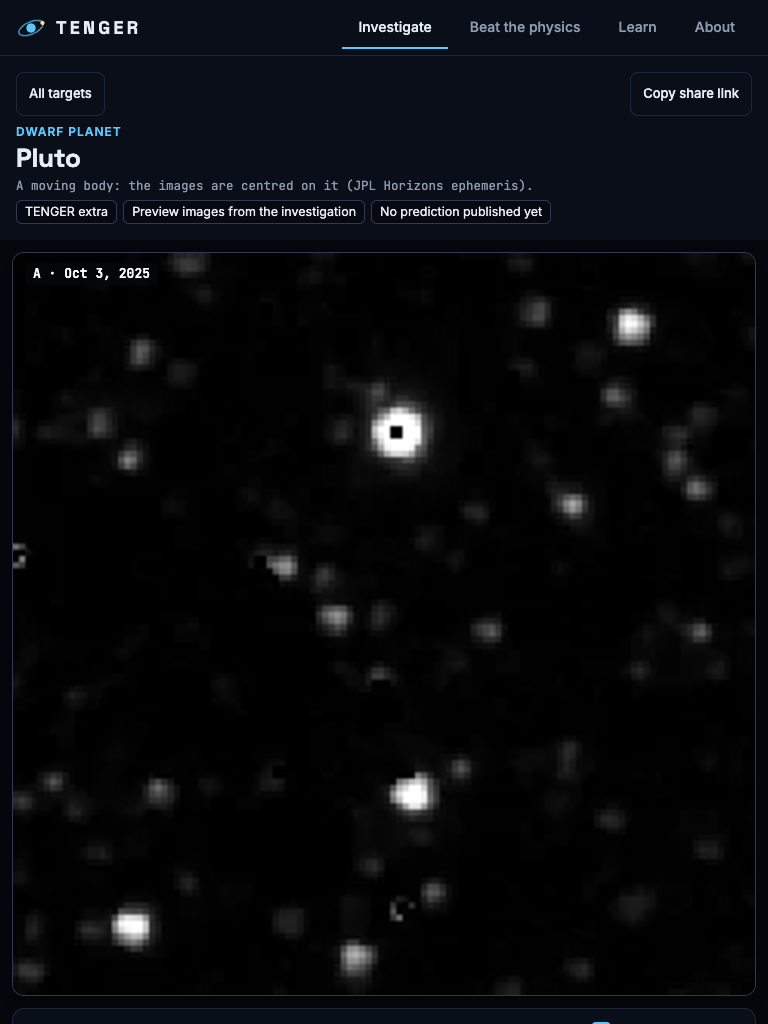 TENGER
Investigate
Beat the physics
Learn
About
All targets
Copy share link
DWARF PLANET
Pluto
A moving body: the images are centred on it (JPL Horizons ephemeris).
TENGER extra
Preview images from the investigation
No prediction published yet
A · Oct 3, 2025